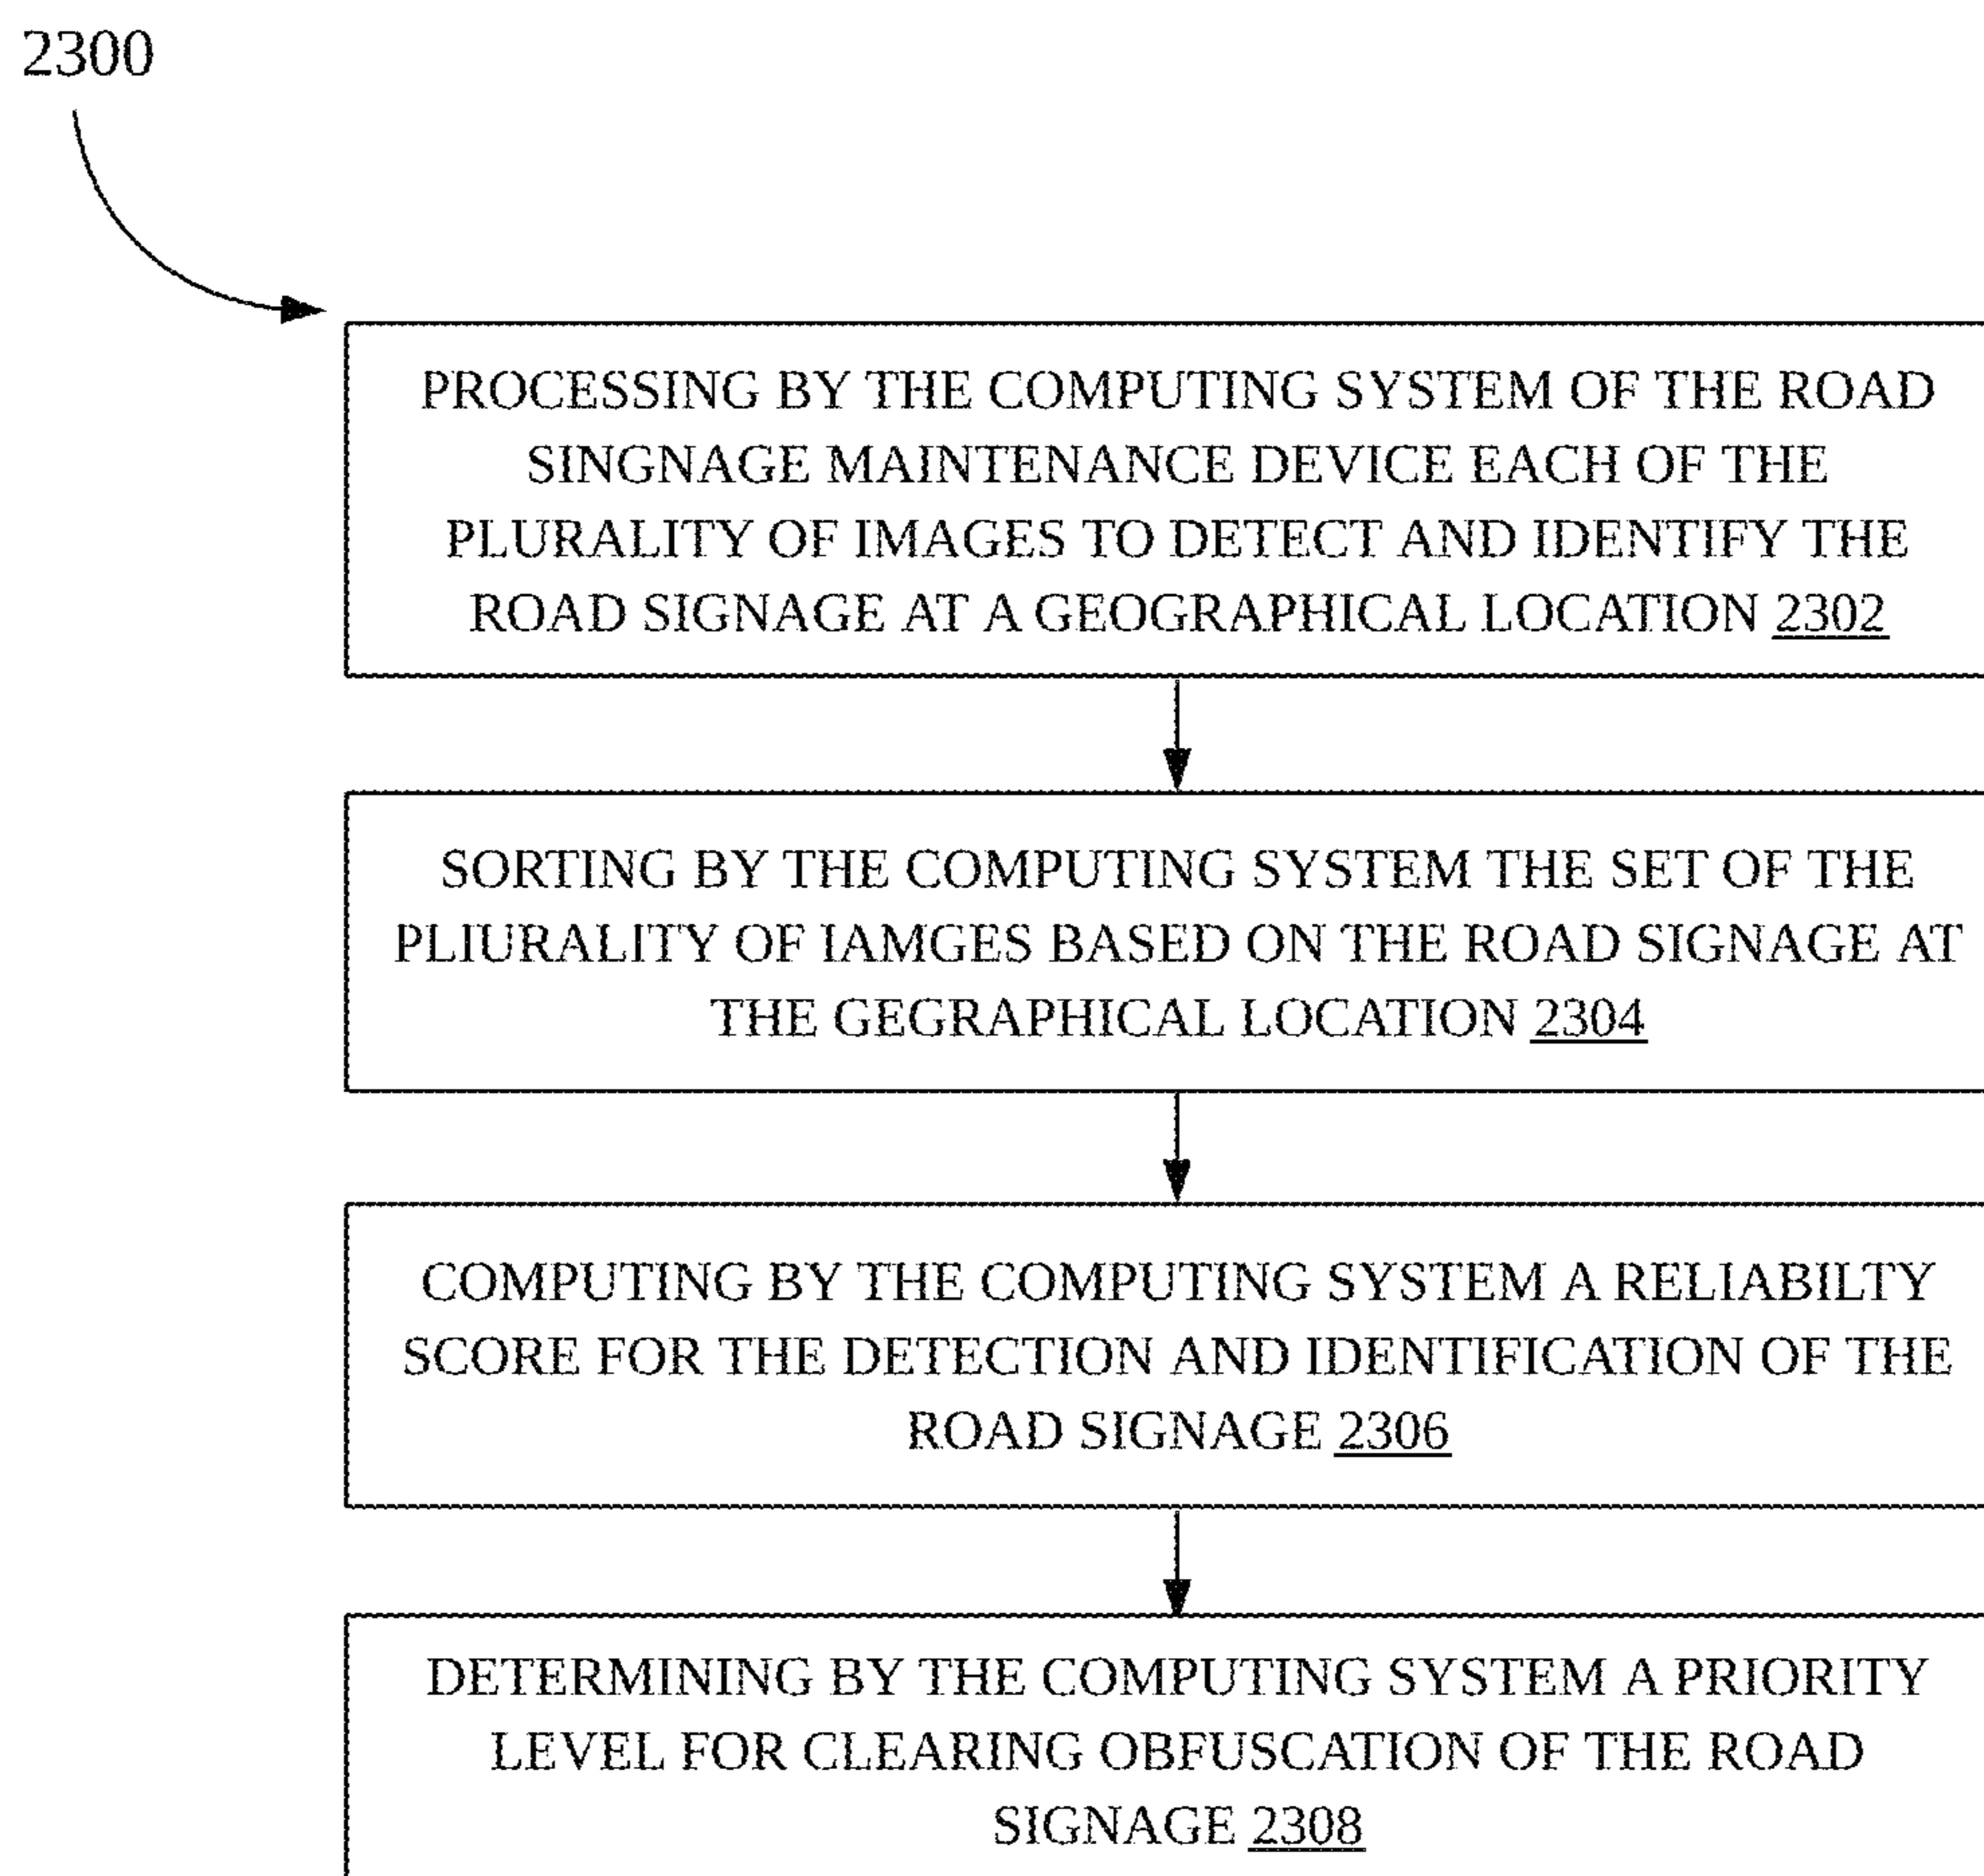 2300
PROCESSING BY THE COMPUTING SYSTEM OF THE ROAD
SINGNAGE MAINTENANCE DEVICE EACH OF THE
PLURALITY OF IMAGES TO DETECT AND IDENTIFY THE
ROAD SIGNAGE AT A GEOGRAPHICAL LOCATION 2302
SORTING BY THE COMPUTING SYSTEM THE SET OF THE
PLIURALITY OF IAMGES BASED ON THE ROAD SIGNAGE AT
THE GEGRAPHICAL LOCATION 2304
COMPUTING BY THE COMPUTING SYSTEM A RELIABILTY
SCORE FOR THE DETECTION AND IDENTIFICATION OF THE
ROAD SIGNAGE 2306
DETERMINING BY THE COMPUTING SYSTEM A PRIORITY
LEVEL FOR CLEARING OBFUSCATION OF THE ROAD
SIGNAGE 2308